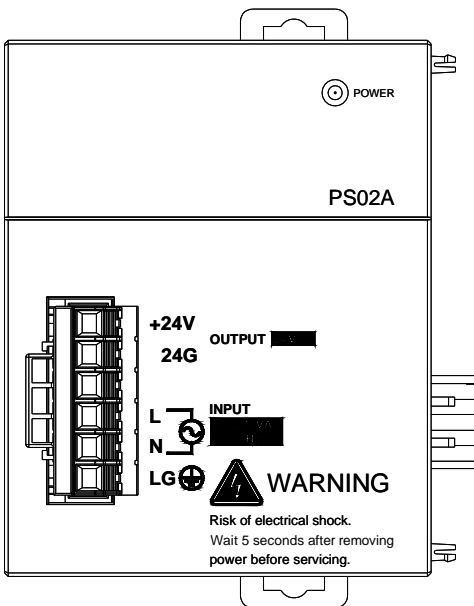 POWER
PS02A
+24V
24G
OUTPUT
L
INPUT
N
LG
WARNING
Risk of electrical shock.
Wait 5 seconds after removing
power before servicing.